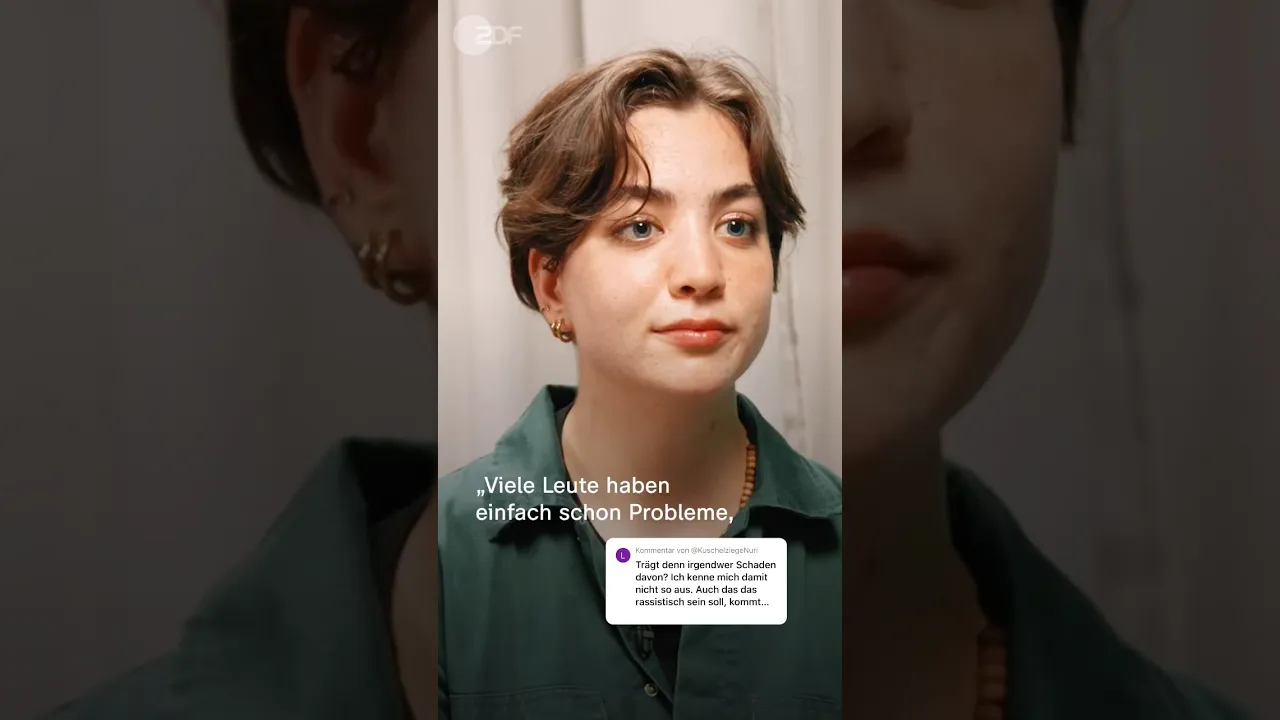 ZDF
„Viele Leute haben
einfach schon Probleme,
L
Kommentar von @KuschelziegeNuri
Trägt denn irgendwer Schaden
davon? Ich kenne mich damit
nicht so aus. Auch das das
rassistisch sein soll, kommt...